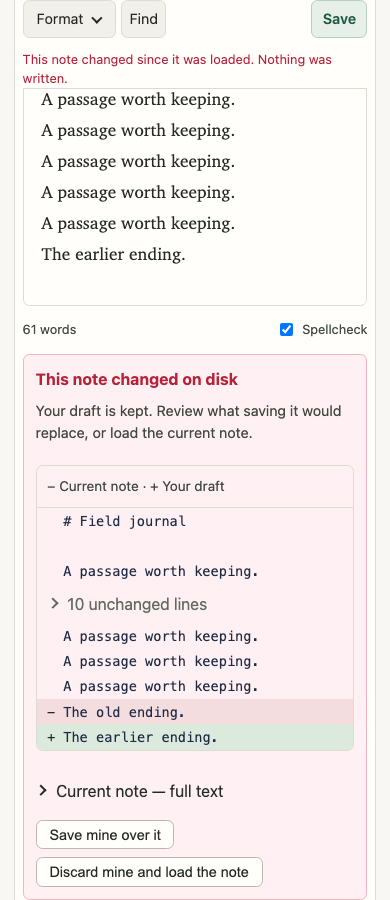 Format
Find
Save
This note changed since it was loaded. Nothing was
written.
A passage worth keeping.
A passage worth keeping.
A passage worth keeping.
A passage worth keeping.
A passage worth keeping.
The earlier ending.
61 words
Spellcheck
This note changed on disk
Your draft is kept. Review what saving it would
replace, or load the current note.
– Current note · + Your draft
# Field journal
A passage worth keeping.
10 unchanged lines
A passage worth keeping.
A passage worth keeping.
A passage worth keeping.
– The old ending.
+ The earlier ending.
Current note — full text
Save mine over it
Discard mine and load the note